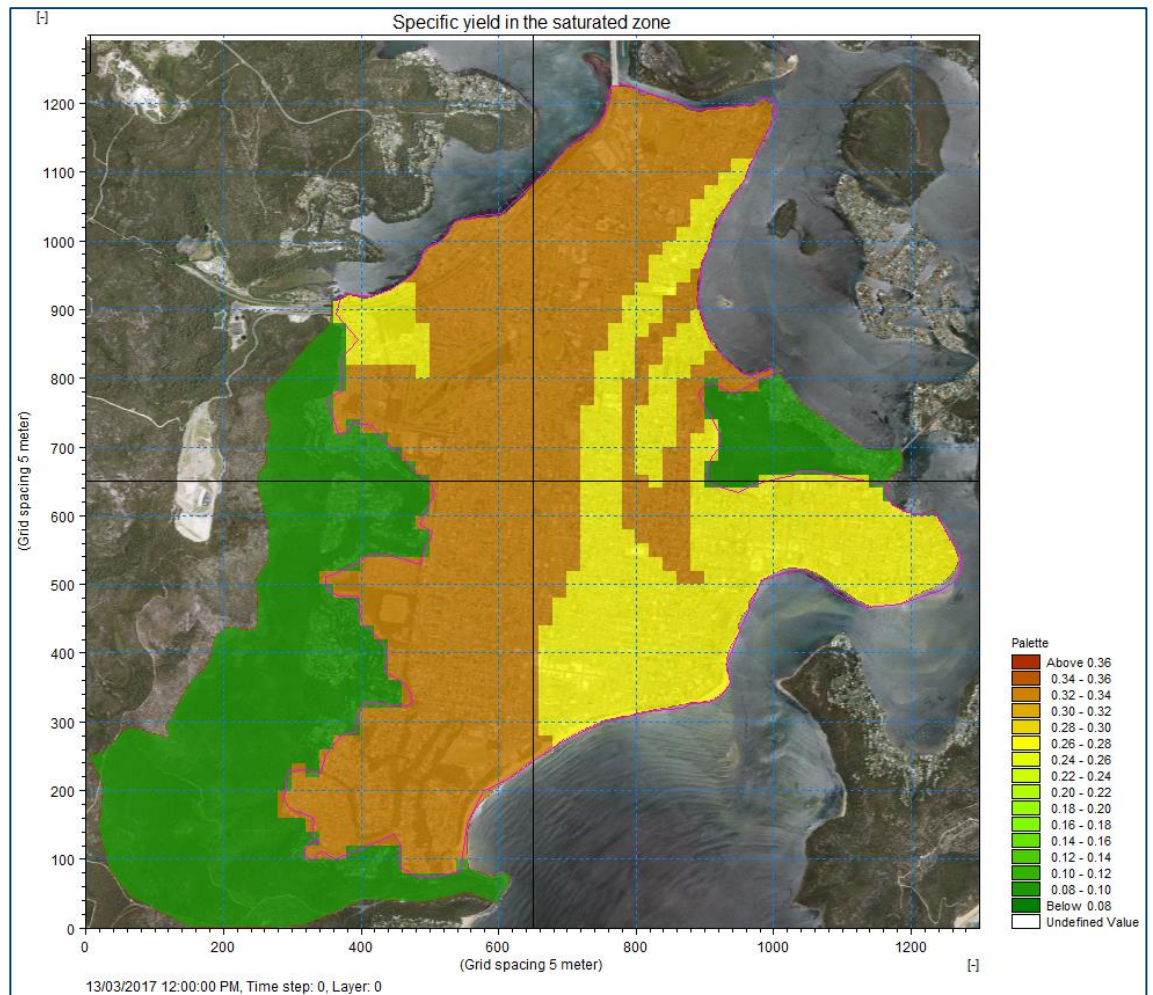 [-]
Specific yield in the saturated zone
1200
1100
1000
900
800
700
600
500
400
300
200
100
0
(Grid spacing 5 meter)
0 200 400 600 800 1000 1200
(Grid spacing 5 meter) [-]
Palette
Above 0.36
0.34 - 0.36
0.32 - 0.34
0.30 - 0.32
0.28 - 0.30
0.26 - 0.28
0.24 - 0.26
0.22 - 0.24
0.20 - 0.22
0.18 - 0.20
0.16 - 0.18
0.14 - 0.16
0.12 - 0.14
0.10 - 0.12
0.08 - 0.10
Below 0.08
Undefined Value
13/03/2017 12:00:00 PM, Time step: 0, Layer: 0